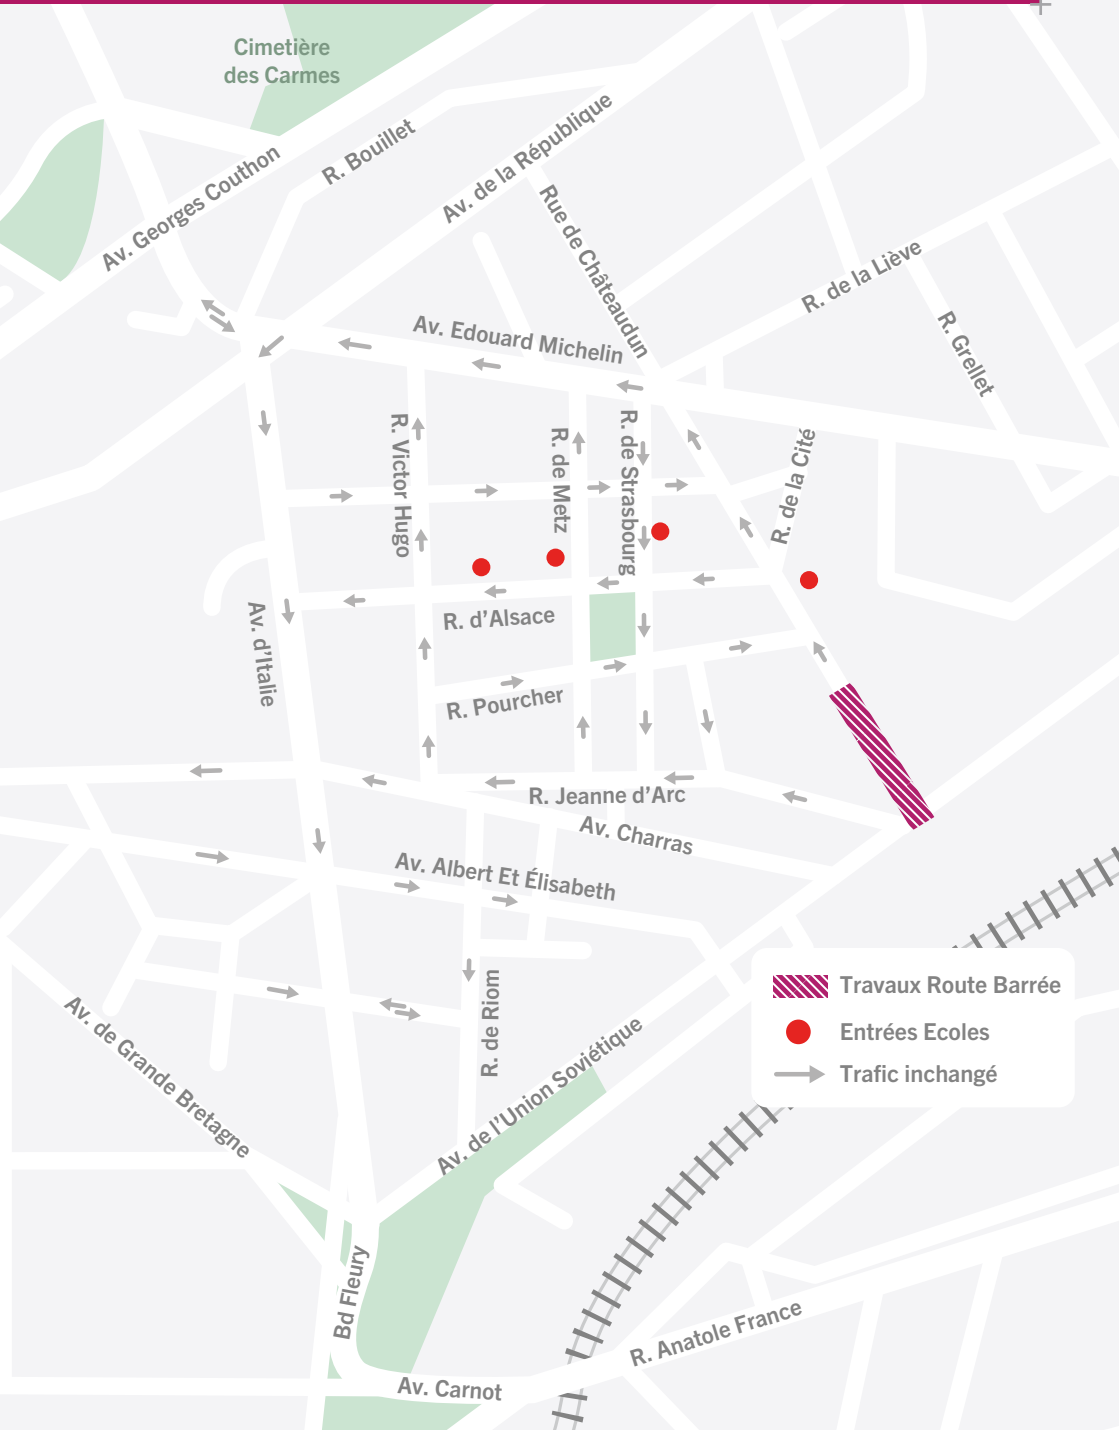 Cimetière
des Carmes
R. Bouillet
Av. de la République
Av. Georges Couthon
Rue de Châteaudun
R. de la Liève
R. Grellet
Av. Edouard Michelin
R. Victor Hugo
R. de Metz
R. de Strasbourg
R. de la Cité
R. d'Alsace
Av. d'Italie
R. Pourcher
R. Jeanne d'Arc
Av. Charras
Av. Albert Et Élisabeth
R. de Riom
Av. de Grande Bretagne
Av. de l'Union Soviétique
Travaux Route Barrée
Entrées Ecoles
Trafic inchangé
Bd Fleury
R. Anatole France
Av. Carnot